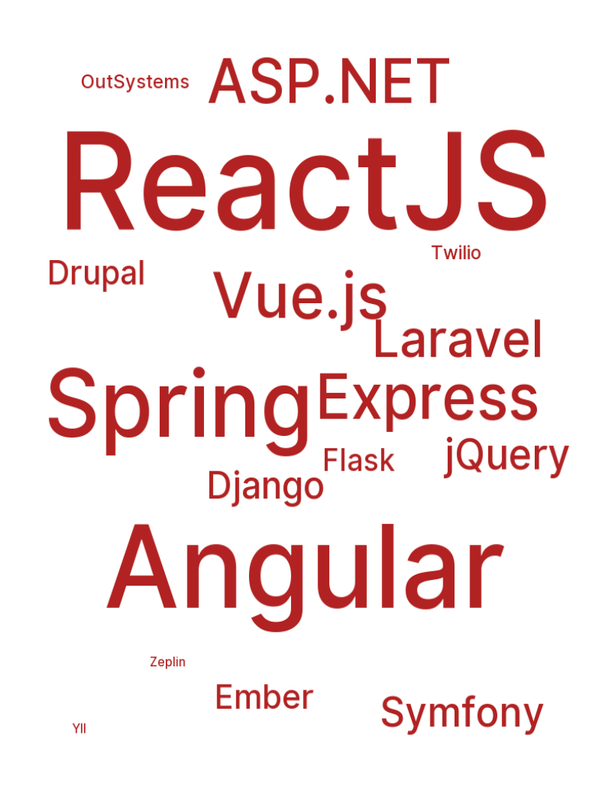 OutSystems
ASP.NET
ReactJS
Twilio
Drupal
Vue.js
Laravel
Spring
Express
Flask
jQuery
Django
Angular
Zeplin
Ember
Symfony
YII